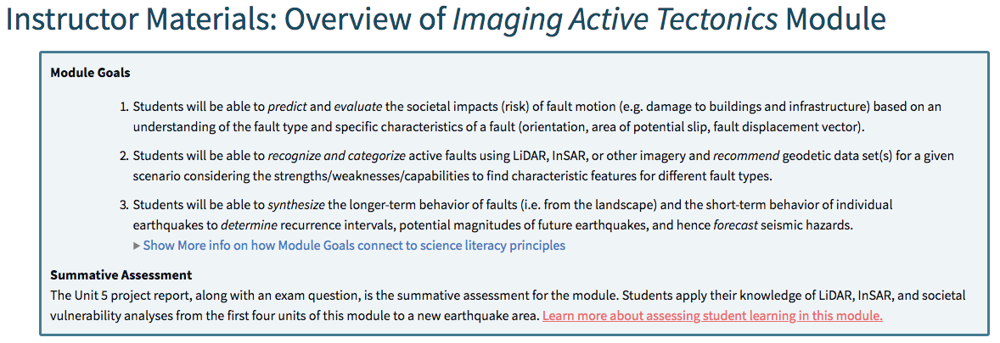 Instructor Materials: Overview of Imaging Active Tectonics Module
Module Goals
1. Students will be able to predict and evaluate the societal impacts (risk) of fault motion (e.g. damage to buildings and infrastructure) based on an
understanding of the fault type and specific characteristics of a fault (orientation, area of potential slip, fault displacement vector).
2. Students will be able to recognize and categorize active faults using LiDAR, InSAR, or other imagery and recommend geodetic data set(s) for a given
scenario considering the strengths/weaknesses/capabilities to find characteristic features for different fault types.
3. Students will be able to synthesize the longer-term behavior of faults (i.e. from the landscape) and the short-term behavior of individual
earthquakes to determine recurrence intervals, potential magnitudes of future earthquakes, and hence forecast seismic hazards.
▶ Show More info on how Module Goals connect to science literacy principles
Summative Assessment
The Unit 5 project report, along with an exam question, is the summative assessment for the module. Students apply their knowledge of LiDAR, InSAR, and societal
vulnerability analyses from the first four units of this module to a new earthquake area. Learn more about assessing student learning in this module.